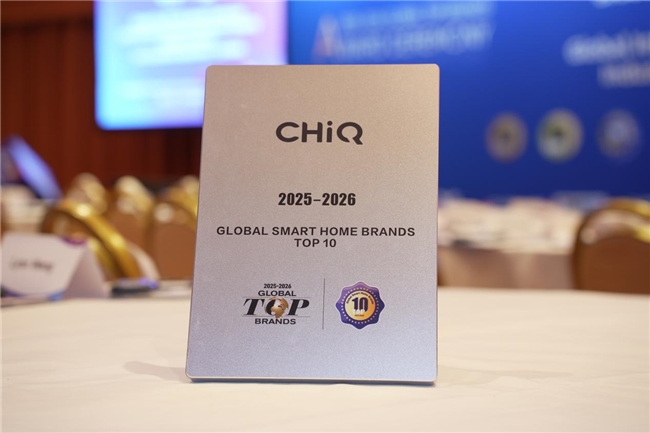 CHiQ
2025-2026
GLOBAL SMART HOME BRANDS
TOP 10
2025-2026
GLOBAL
TOP
BRANDS
10